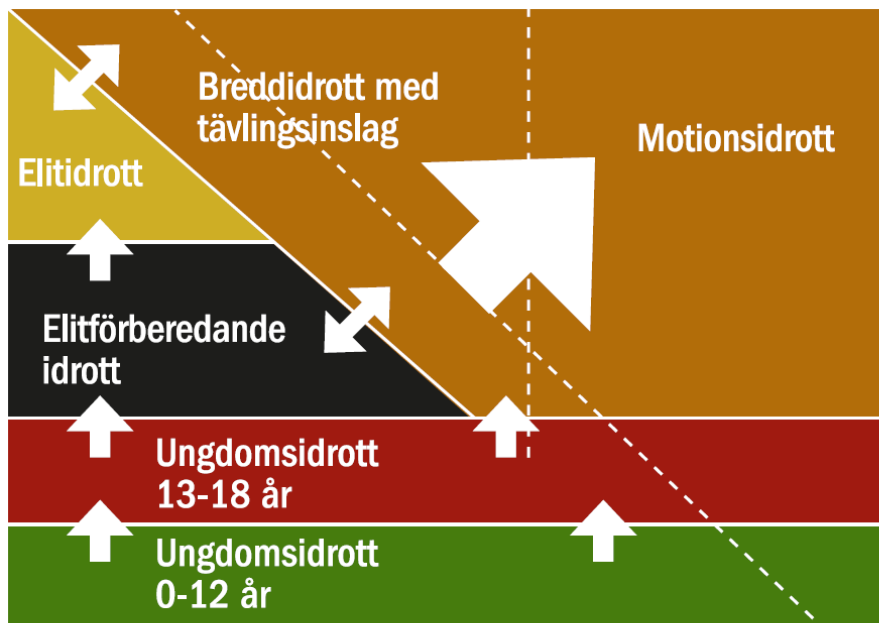 Breddidrott med
tävlingsinslag
Motionsidrott
Elitidrott
Elitförberedande
idrott
Ungdomsidrott
13-18 år
Ungdomsidrott
0-12 år